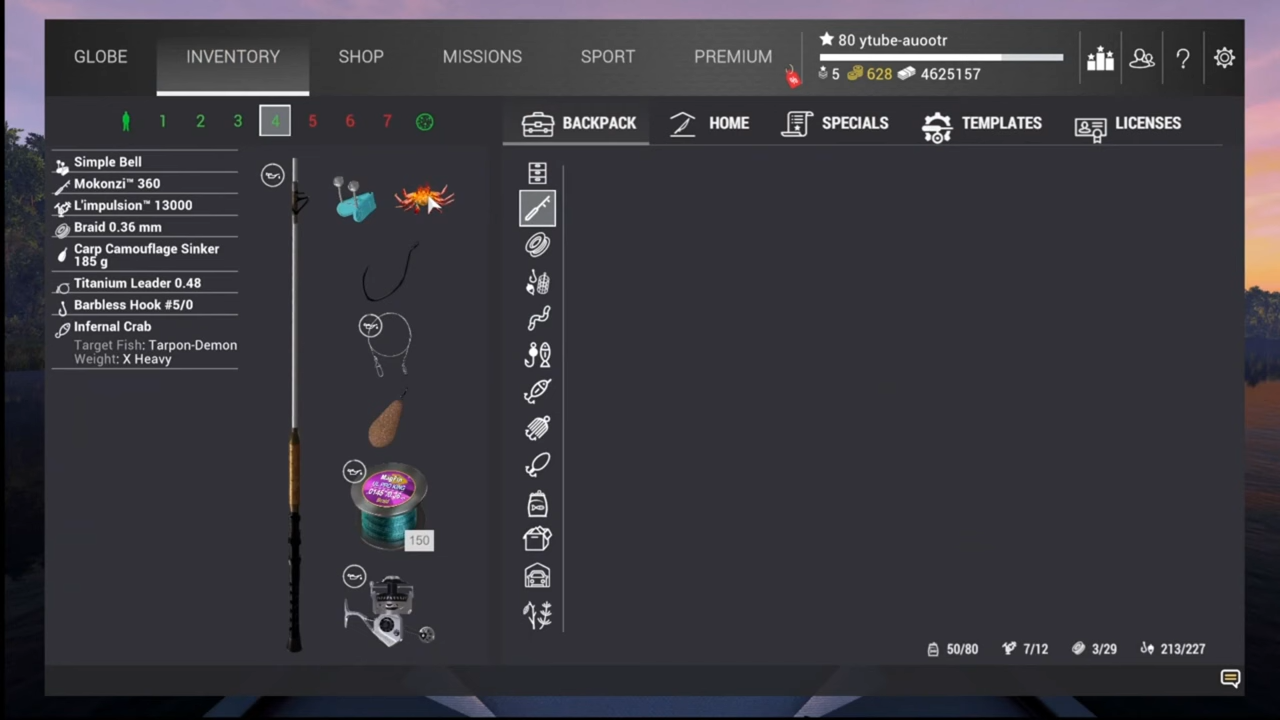 GLOBE INVENTORY SHOP MISSIONS SPORT PREMIUM
80 ytube-auootr
5 628 4625157
1 2 3 4 5 6 7
BACKPACK HOME SPECIALS TEMPLATES LICENSES
Simple Bell
Mokonzi™ 360
L'impulsion™ 13000
Braid 0.36 mm
Carp Camouflage Sinker
185 g
Titanium Leader 0.48
Barbless Hook #5/0
Infernal Crab
Target Fish: Tarpon-Demon
Weight: X Heavy
150
50/80 7/12 3/29 213/227